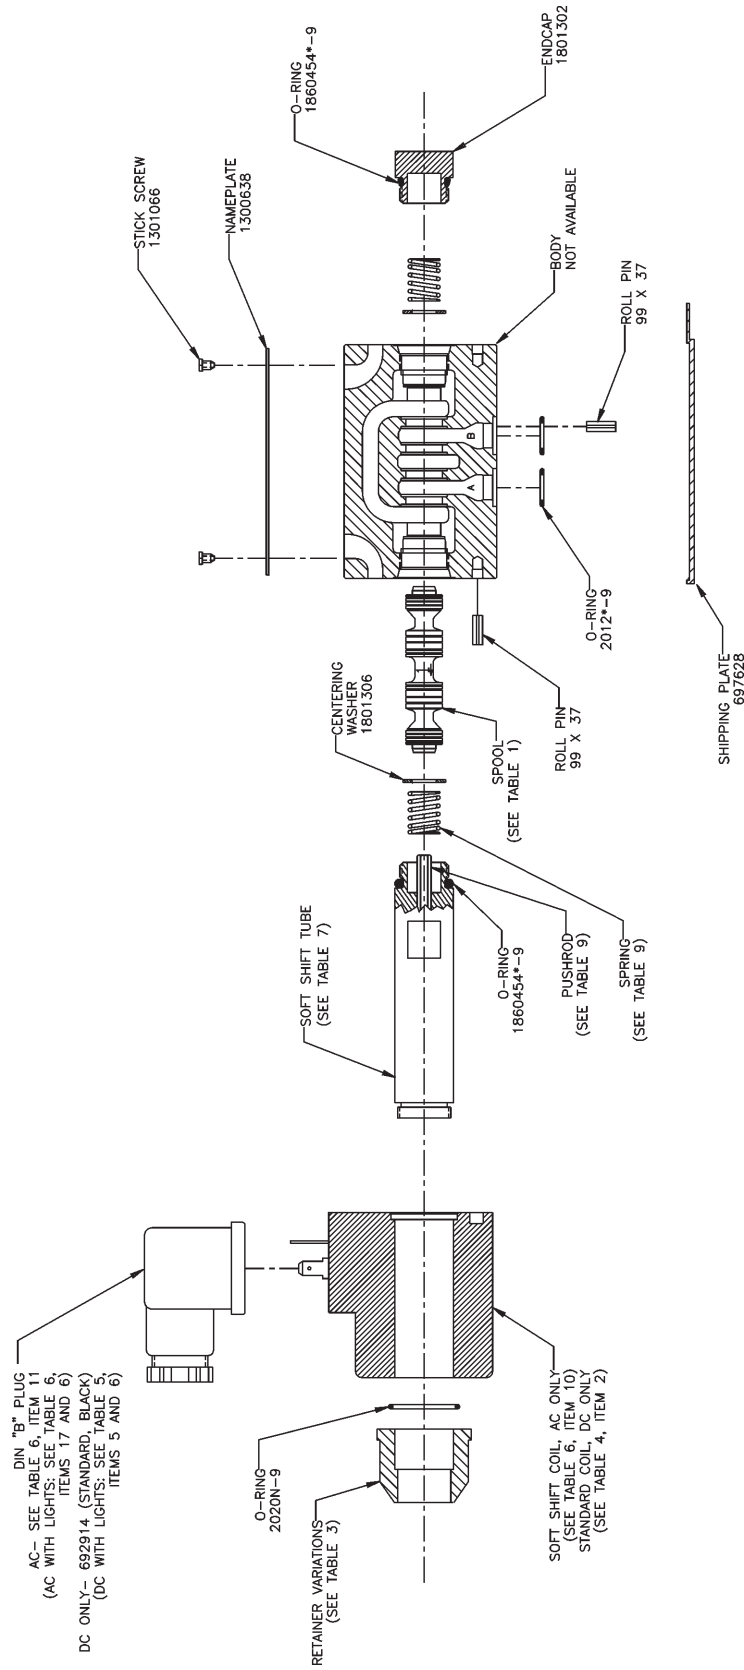 DIN "B" PLUG
AC- SEE TABLE 6, ITEM 11
(AC WITH LIGHTS: SEE TABLE 6,
ITEMS 17 AND 6)
DC ONLY- 692914 (STANDARD, BLACK)
(DC WITH LIGHTS: SEE TABLE 5,
ITEMS 5 AND 6)
O-RING
2020N-9
RETAINER VARIATIONS
(SEE TABLE 3)
SOFT SHIFT COIL, AC ONLY
(SEE TABLE 6, ITEM 10)
STANDARD COIL, DC ONLY
(SEE TABLE 4, ITEM 2)
SOFT SHIFT TUBE
(SEE TABLE 7)
O-RING
1860454*-9
PUSHROD
(SEE TABLE 9)
SPRING
(SEE TABLE 9)
CENTERING
WASHER
1801306
SPOOL
(SEE TABLE 1)
ROLL PIN
99 X 37
STICK SCREW
1301066
NAMEPLATE
1300638
A
B
O-RING
2012*-9
SHIPPING PLATE
697628
ROLL PIN
99 X 37
BODY
NOT AVAILABLE
O-RING
1860454*-9
ENDCAP
1801302